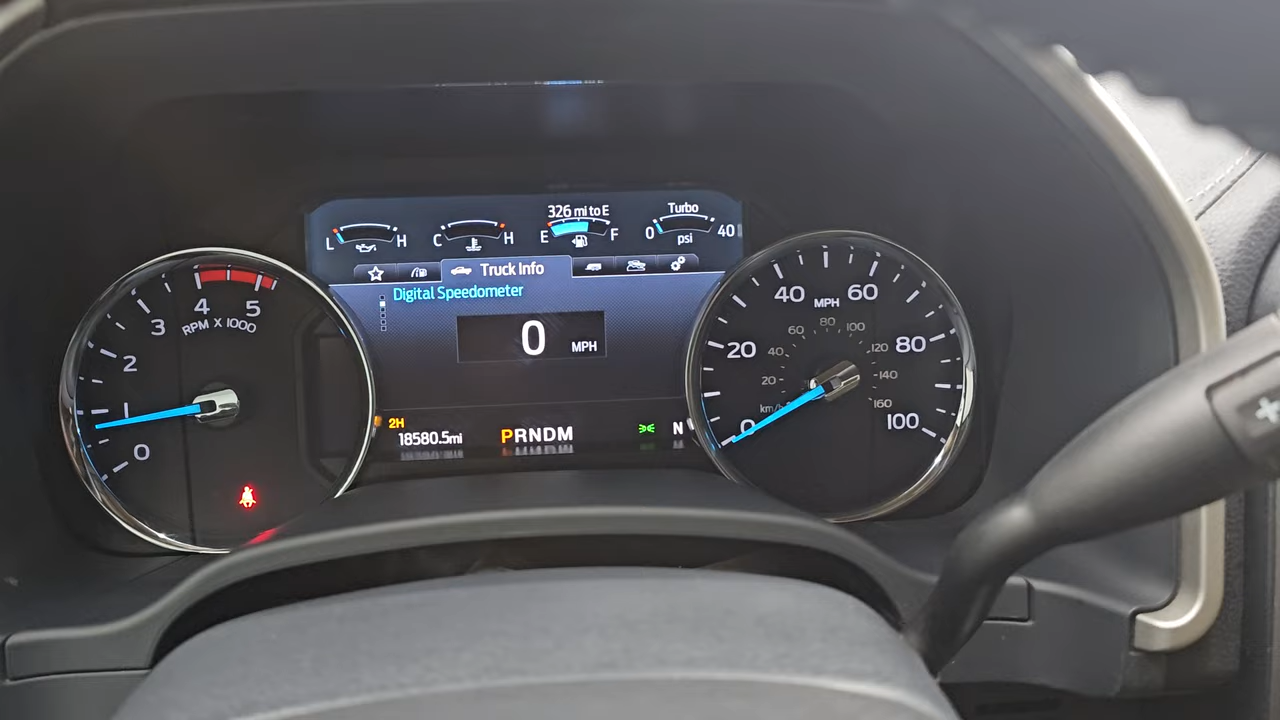 326 mi to E
Turbo
L H
C H
E F
0 40
psi
Truck Info
Digital Speedometer
0 MPH
2H
18580.5mi
PRNDM
N
0
1
2
3
4
5
RPM X 1000
0
20
40
60
80
100
MPH
km/h
20
40
60
80
100
120
140
160
+